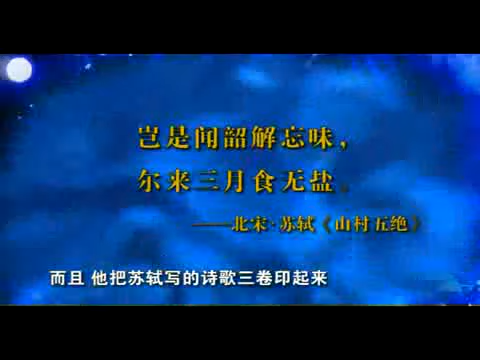 岂是闻韶解忘味，
尔来三月食无盐。
——北宋·苏轼《山村五绝》
而且 他把苏轼写的诗歌三卷印起来